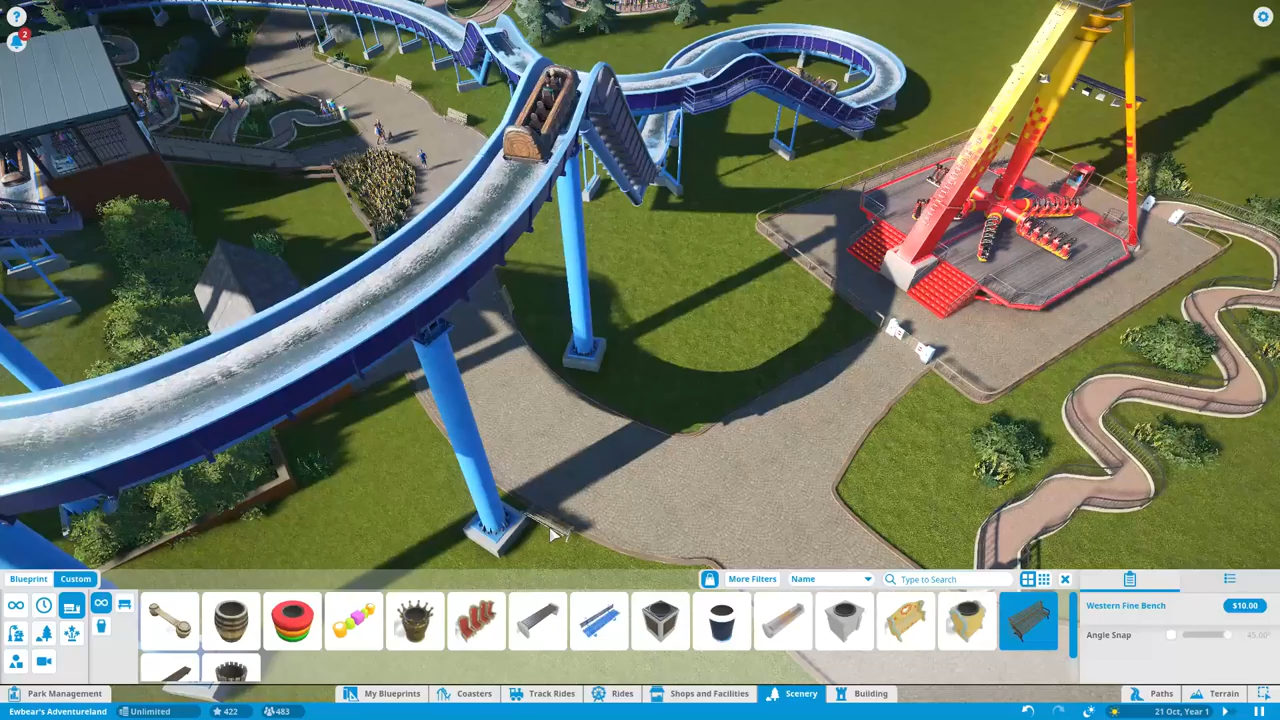 ?
2
Blueprint
Custom
More Filters
Name
Type to Search
Western Fine Bench
$10.00
Angle Snap
45.00°
Park Management
My Blueprints
Coasters
Track Rides
Rides
Shops and Facilities
Scenery
Building
Paths
Terrain
Ewbear's Adventureland
Unlimited
422
483
21 Oct, Year 1